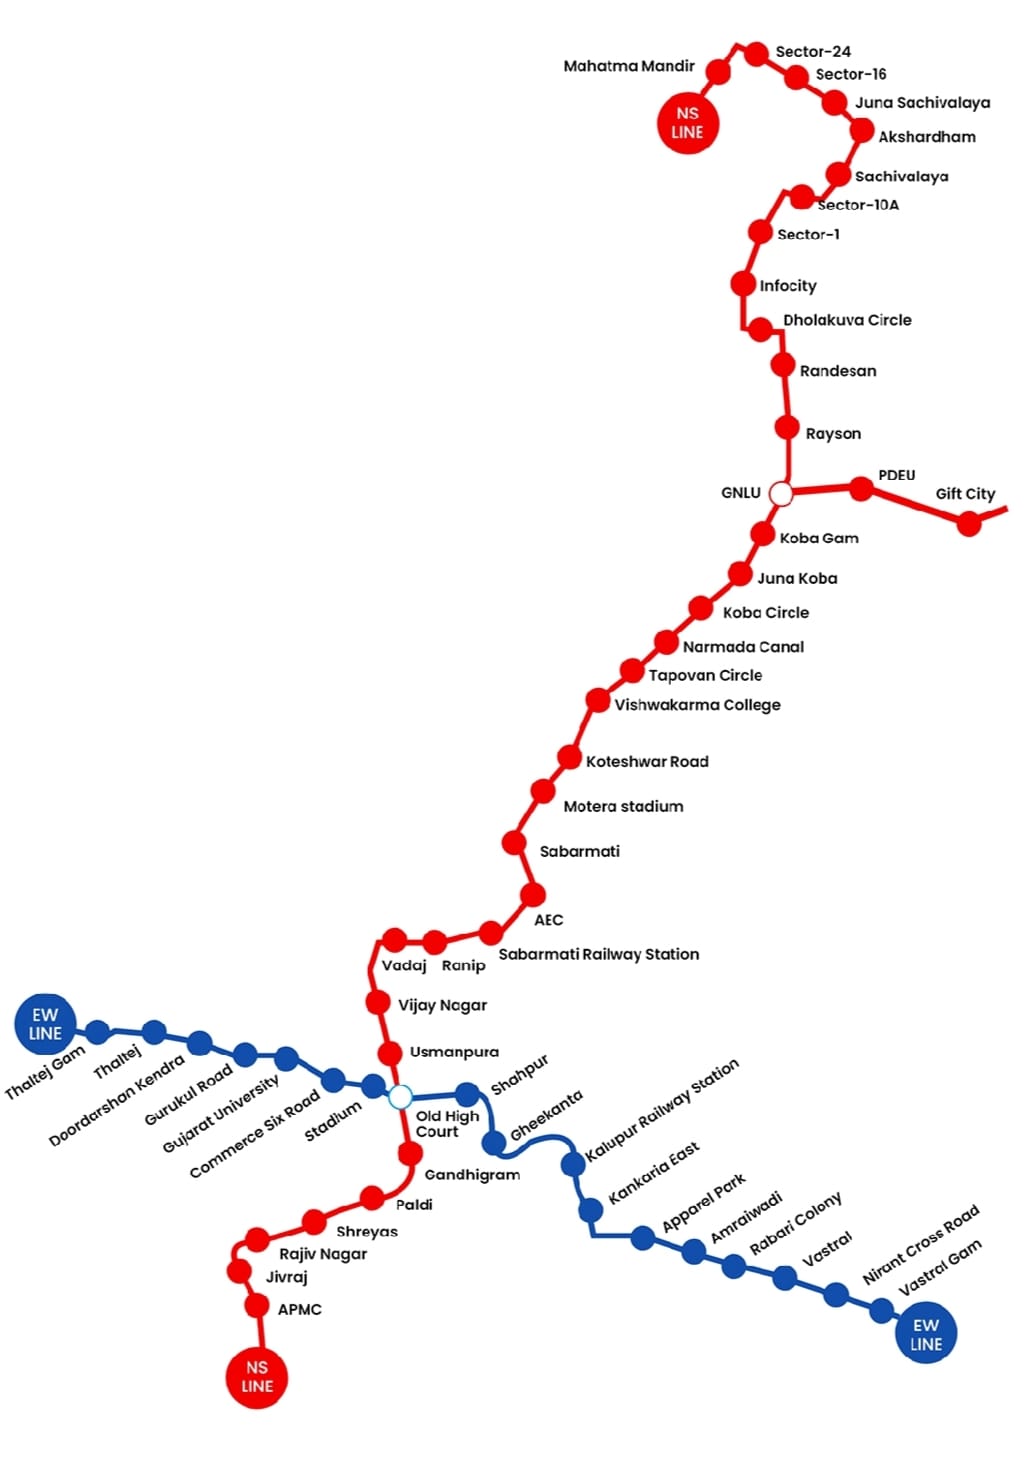 Sector-24
Mahatma Mandir
Sector-16
Juna Sachivalaya
NS
LINE
Akshardham
Sachivalaya
Sector-10A
Sector-1
Infocity
Dholakuva Circle
Randesan
Rayson
PDEU
GNLU
Gift City
Koba Gam
Juna Koba
Koba Circle
Narmada Canal
Tapovan Circle
Vishwakarma College
Koteshwar Road
Motera stadium
Sabarmati
AEC
Sabarmati Railway Station
Vadaj
Ranip
Vijay Nagar
EW
LINE
Usmanpura
Thaltej Gam
Thaltej
Doordarshan Kendra
Gurukul Road
Gujarat University
Commerce Six Road
Stadium
Old High
Court
Shahpur
Gheekanta
Kalupur Railway Station
Kankaria East
Apparel Park
Amraiwadi
Rabari Colony
Vastral
Nirant Cross Road
Vastral Gam
Gandhigram
Paldi
Shreyas
Rajiv Nagar
Jivraj
APMC
EW
LINE
NS
LINE